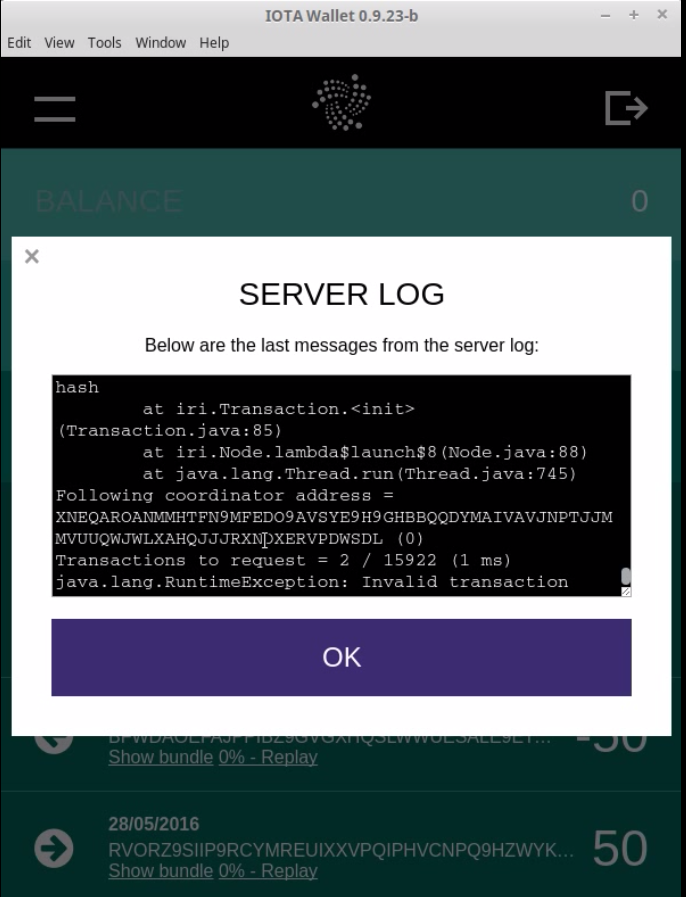 IOTA Wallet 0.9.23-b
Edit View Tools Window Help
BALANCE 0
SERVER LOG
Below are the last messages from the server log:
hash
at iri.Transaction.<init>
(Transaction.java:85)
at iri.Node.lambda$launch$8(Node.java:88)
at java.lang.Thread.run(Thread.java:745)
Following coordinator address =
XNEQAROANMMHTFN9MFEDO9AVSYE9H9GHBBQQDYMAIVAVJNPTJJM
MVUUQWJWLXAHQJJJRXNDXERVPDWSDL (0)
Transactions to request = 2 / 15922 (1 ms)
java.lang.RuntimeException: Invalid transaction
OK
-50
Show bundle 0% - Replay
28/05/2016
RVORZ9SIIP9RCYMREUIXXVPQIPHVCNPQ9HZWYK... 50
Show bundle 0% - Replay